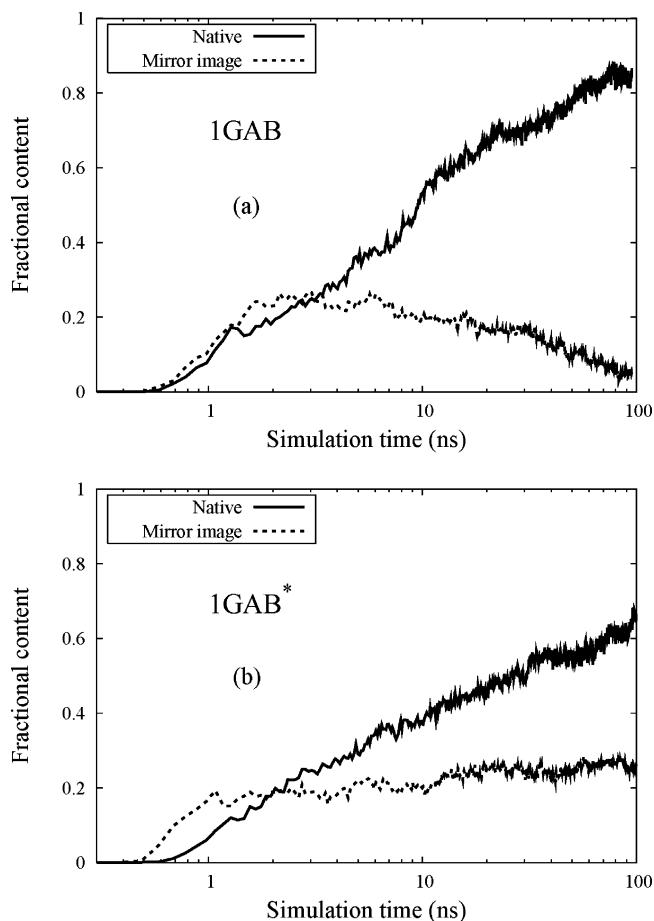 1
Native
Mirror image
0.8
1GAB
0.6
(a)
0.4
0.2
0
1
10
100
Fractional content
Simulation time (ns)
1
Native
Mirror image
0.8
1GAB*
0.6
(b)
0.4
0.2
0
1
10
100
Fractional content
Simulation time (ns)